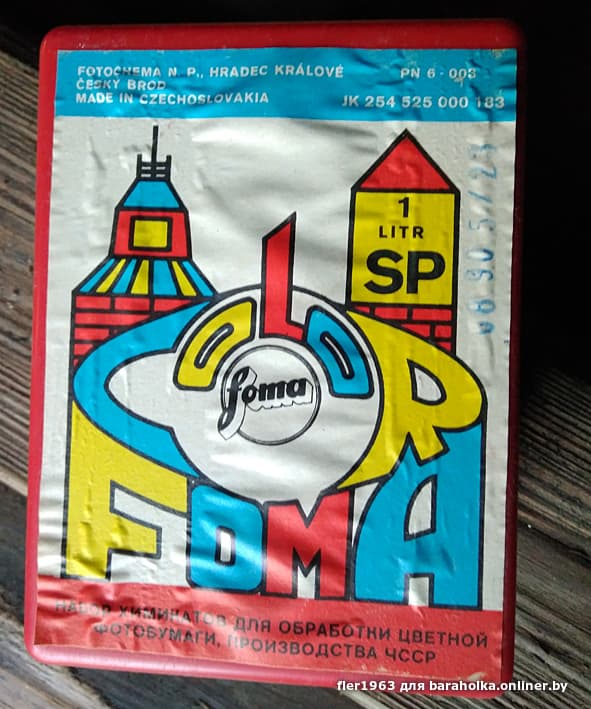 FOTOCHEMA N. P., HRADEC KRÁLOVÉ
ČESKÝ BROD
MADE IN CZECHOSLOVAKIA
PN 6 - 003
JK 254 525 000 183
1
LITR
SP
COLOR
foma
FOMA
НАБОР ХИМИКАТОВ ДЛЯ ОБРАБОТКИ ЦВЕТНОЙ
ФОТОБУМАГИ, ПРОИЗВОДСТВА ЧССР
fler1963 для baraholka.onliner.by